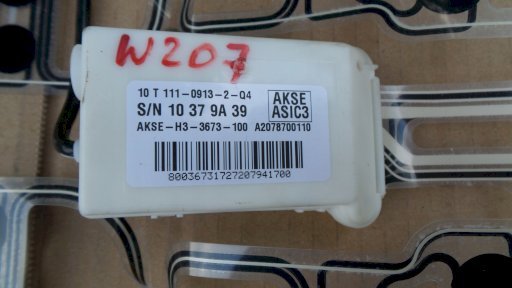 W207
10 T 111-0913-2-Q4
S/N 10 37 9A 39
AKSE
ASIC3
AKSE-H3-3673-100 A2078700110
80036731727207941700